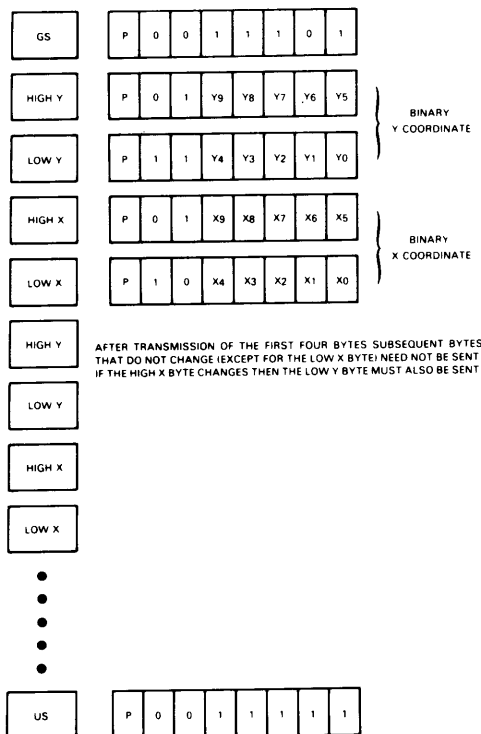 GS P 0 0 1 1 1 0 1
HIGH Y P 0 1 Y9 Y8 Y7 Y6 Y5
BINARY
Y COORDINATE
LOW Y P 1 1 Y4 Y3 Y2 Y1 Y0
HIGH X P 0 1 X9 X8 X7 X6 X5
BINARY
X COORDINATE
LOW X P 1 0 X4 X3 X2 X1 X0
HIGH Y
AFTER TRANSMISSION OF THE FIRST FOUR BYTES SUBSEQUENT BYTES
THAT DO NOT CHANGE (EXCEPT FOR THE LOW X BYTE) NEED NOT BE SENT
IF THE HIGH X BYTE CHANGES THEN THE LOW Y BYTE MUST ALSO BE SENT
LOW Y
HIGH X
LOW X
US P 0 0 1 1 1 1 1